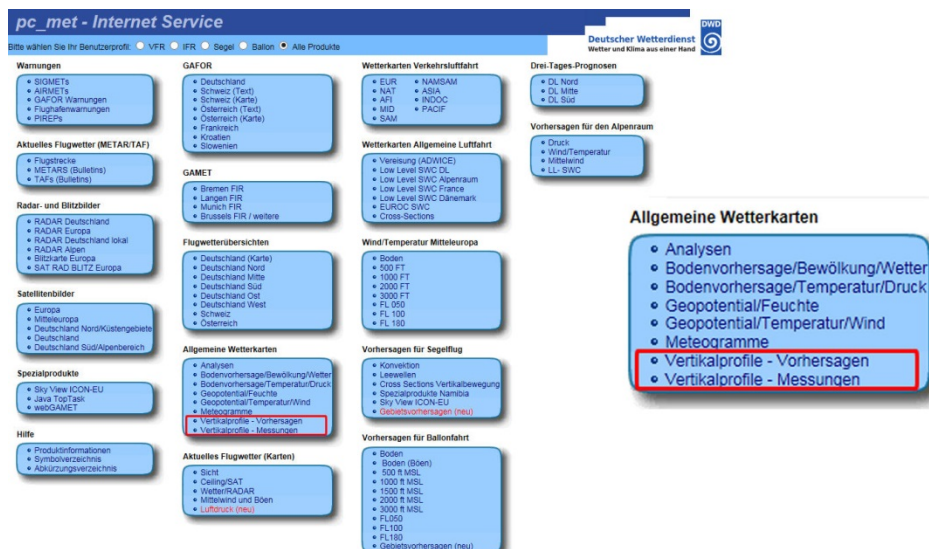 pc_met - Internet Service
DWD
Deutscher Wetterdienst
Wetter und Klima aus einer Hand
Bitte wählen Sie Ihr Benutzerprofil: VFR IFR Segel Ballon Alle Produkte
Warnungen
SIGMETs
AIRMETs
GAFOR Warnungen
Flughafenwarnungen
PIREPs
Aktuelles Flugwetter (METAR/TAF)
Flugstrecke
METARS (Bulletins)
TAFs (Bulletins)
Radar- und Blitzbilder
RADAR Deutschland
RADAR Europa
RADAR Deutschland lokal
RADAR Alpen
Blitzkarte Europa
SAT RAD BLITZ Europa
Satellitenbilder
Europa
Mitteleuropa
Deutschland Nord/Küstengebiete
Deutschland
Deutschland Süd/Alpenbereich
Spezialprodukte
Sky View ICON-EU
Java TopTask
webGAMET
Hilfe
Produktinformationen
Symbolverzeichnis
Abkürzungsverzeichnis
GAFOR
Deutschland
Schweiz (Text)
Schweiz (Karte)
Österreich (Text)
Österreich (Karte)
Frankreich
Kroatien
Slowenien
GAMET
Bremen FIR
Langen FIR
Munich FIR
Brussels FIR / weitere
Flugwetterübersichten
Deutschland (Karte)
Deutschland Nord
Deutschland Mitte
Deutschland Süd
Deutschland Ost
Deutschland West
Schweiz
Österreich
Allgemeine Wetterkarten
Analysen
Bodenvorhersage/Bewölkung/Wetter
Bodenvorhersage/Temperatur/Druck
Geopotential/Feuchte
Geopotential/Temperatur/Wind
Meteogramme
Vertikalprofile - Vorhersagen
Vertikalprofile - Messungen
Aktuelles Flugwetter (Karten)
Sicht
Ceiling/SAT
Wetter/RADAR
Mittelwind und Böen
Luftdruck (neu)
Wetterkarten Verkehrsluftfahrt
EUR NAMSAM
NAT ASIA
AFI INDOC
MID PACIF
SAM
Wetterkarten Allgemeine Luftfahrt
Vereisung (ADWICE)
Low Level SWC DL
Low Level SWC Alpenraum
Low Level SWC France
Low Level SWC Dänemark
EUROC SWC
Cross-Sections
Wind/Temperatur Mitteleuropa
Boden
500 FT
1000 FT
2000 FT
3000 FT
FL 050
FL 100
FL 180
Vorhersagen für Segelflug
Konvektion
Leewellen
Cross Sections Vertikalbewegung
Spezialprodukte Namibia
Sky View ICON-EU
Gebietsvorhersagen (neu)
Vorhersagen für Ballonfahrt
Boden
Boden (Böen)
500 ft MSL
1000 ft MSL
1500 ft MSL
2000 ft MSL
3000 ft MSL
FL050
FL100
FL180
Gebietsvorhersagen (neu)
Drei-Tages-Prognosen
DL Nord
DL Mitte
DL Süd
Vorhersagen für den Alpenraum
Druck
Wind/Temperatur
Mittelwind
LL- SWC
Allgemeine Wetterkarten
Analysen
Bodenvorhersage/Bewölkung/Wetter
Bodenvorhersage/Temperatur/Druck
Geopotential/Feuchte
Geopotential/Temperatur/Wind
Meteogramme
Vertikalprofile - Vorhersagen
Vertikalprofile - Messungen